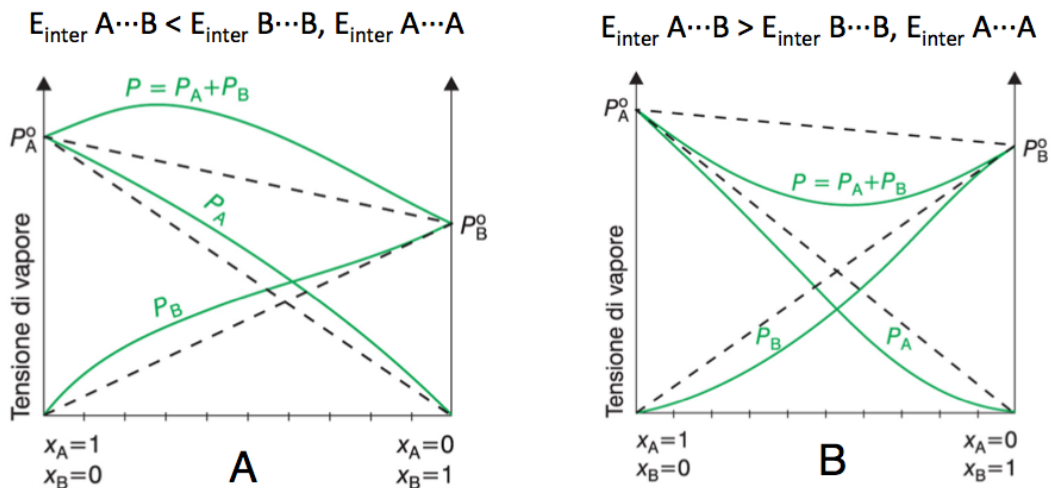 E_inter A···B < E_inter B···B, E_inter A···A
P = P_A+P_B
P°_A
P_A
P°_B
P_B
Tensione di vapore
x_A=1
x_B=0
x_A=0
x_B=1
A
E_inter A···B > E_inter B···B, E_inter A···A
P°_A
P°_B
P = P_A+P_B
P_B
P_A
Tensione di vapore
x_A=1
x_B=0
x_A=0
x_B=1
B